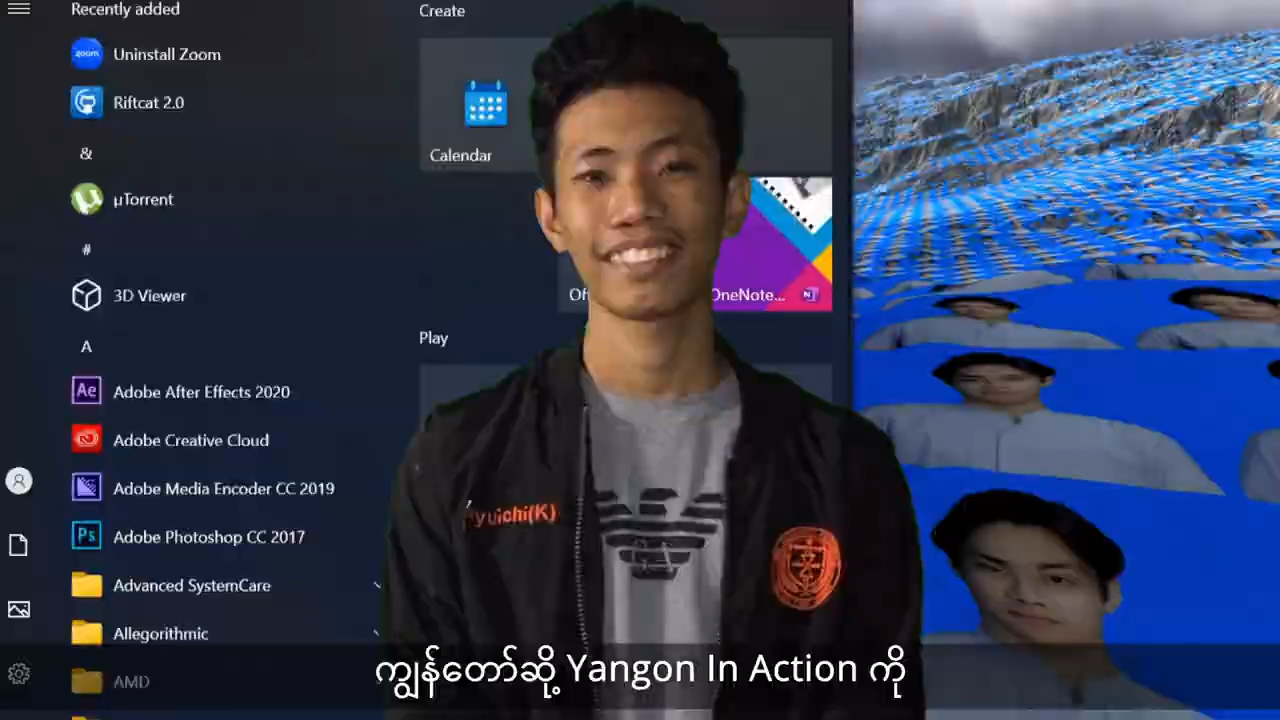 Recently added
Create
Uninstall Zoom
Riftcat 2.0
&
Calendar
µTorrent
#
3D Viewer
OneNote...
Play
A
Adobe After Effects 2020
Adobe Creative Cloud
Adobe Media Encoder CC 2019
Adobe Photoshop CC 2017
Advanced SystemCare
Allegorithmic
AMD
ကျွန်တော်ဆို့ Yangon In Action ကို